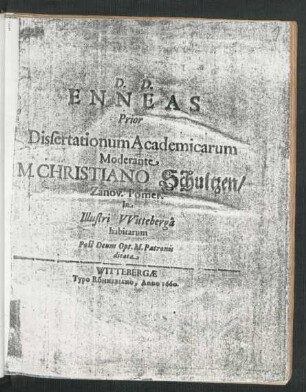 D. D.
ENNEAS
Prior
Dissertationum Academicarum
Moderante
M. CHRISTIANO Schultzen/
Zanov. Pomer.
In
Illustri VVitteberga
habitarum
Post Deum Opt. M. Patronis
dicata.
WITTEBERGÆ
Typo RÖHNERIANO, ANNO 1660.